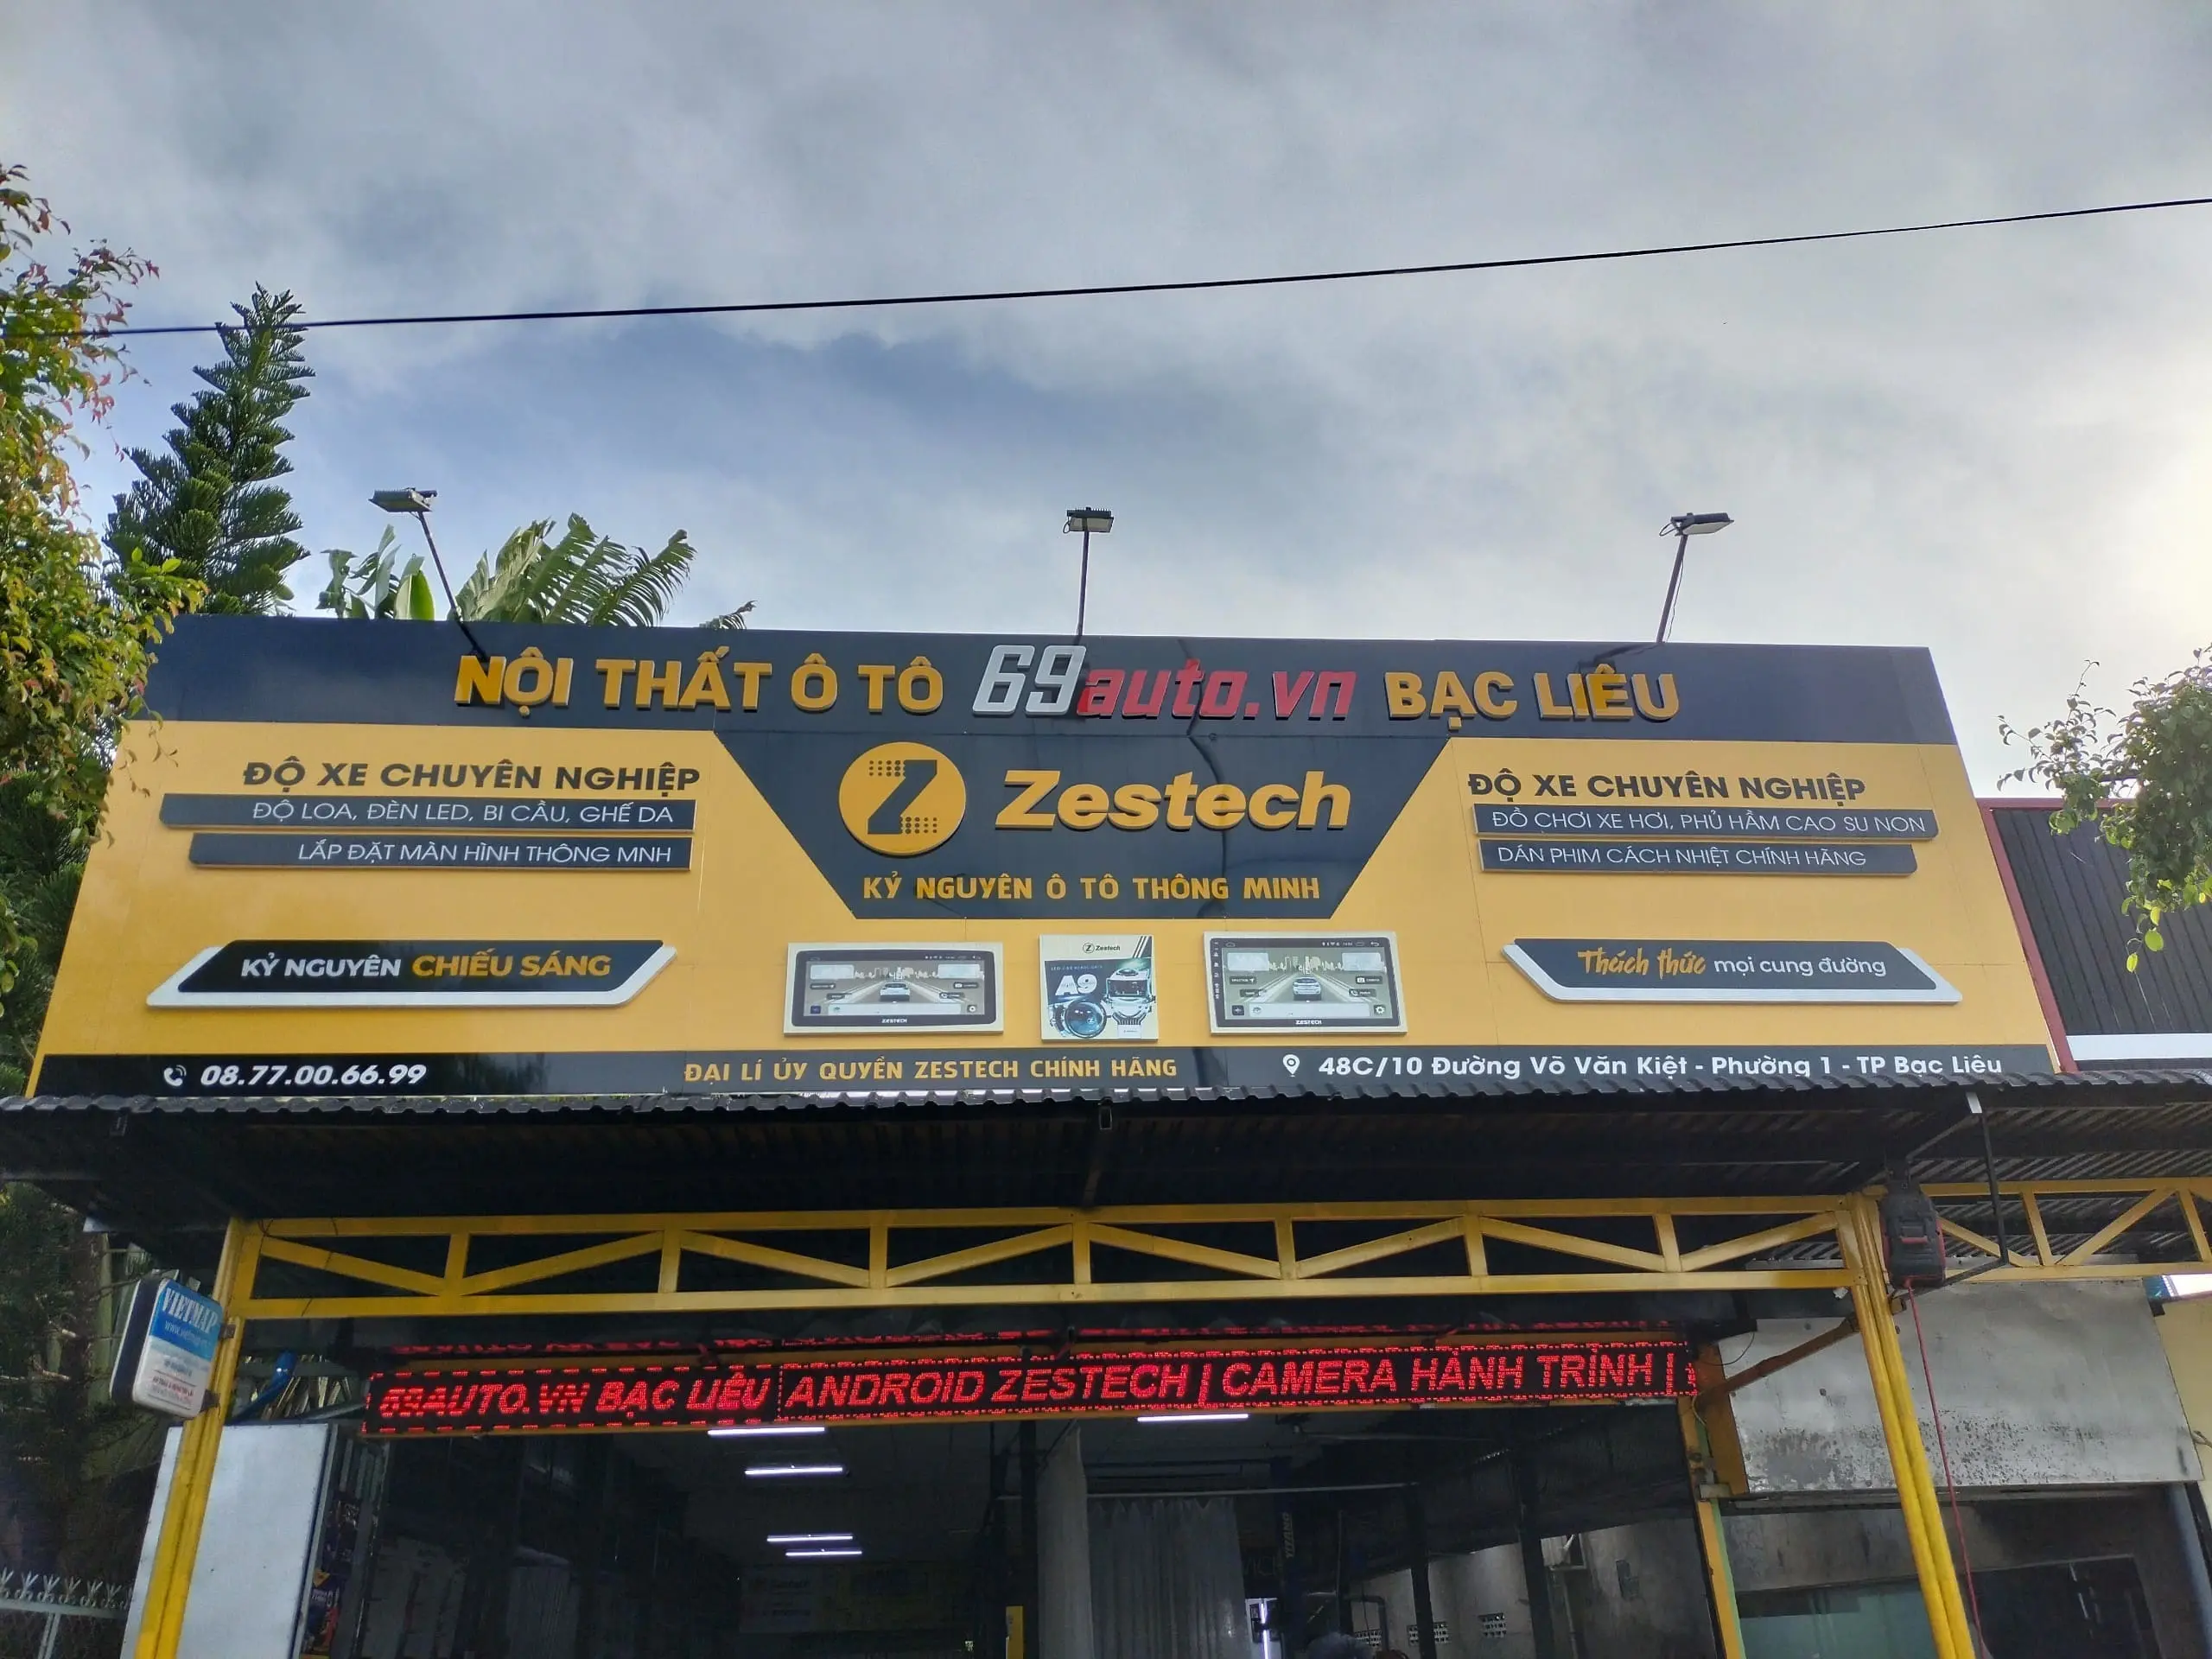 NỘI THẤT Ô TÔ 69auto.vn BẠC LIÊU
ĐỘ XE CHUYÊN NGHIỆP
ĐỘ LOA, ĐÈN LED, BI CẦU, GHẾ DA
LẮP ĐẶT MÀN HÌNH THÔNG MNH
KỶ NGUYÊN CHIẾU SÁNG
Z Zestech
KỶ NGUYÊN Ô TÔ THÔNG MINH
ĐỘ XE CHUYÊN NGHIỆP
ĐỒ CHƠI XE HƠI, PHỦ HẦM CAO SU NON
DÁN PHIM CÁCH NHIỆT CHÍNH HÃNG
Thách thức mọi cung đường
Zestech
ZESTECH
ZESTECH
08.77.00.66.99
ĐẠI LÍ ỦY QUYỀN ZESTECH CHÍNH HÃNG
48C/10 Đường Võ Văn Kiệt - Phường 1 - TP Bạc Liêu
VIETMAP
69AUTO.VN BẠC LIÊU ANDROID ZESTECH | CAMERA HÀNH TRÌNH |